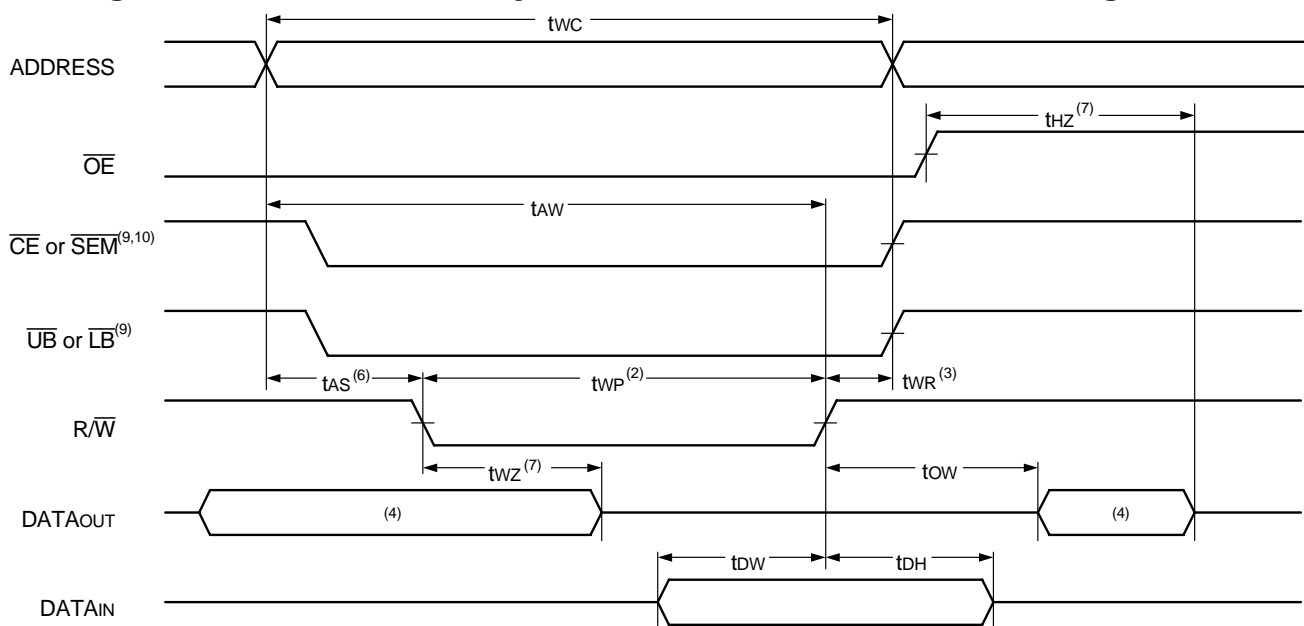 tWC
ADDRESS
tHZ(7)
OE
tAW
CE or SEM(9,10)
UB or LB(9)
tAS(6)
tWP(2)
tWR(3)
R/W
tWZ(7)
tOW
DATAOUT
(4)
(4)
tDW
tDH
DATAIN